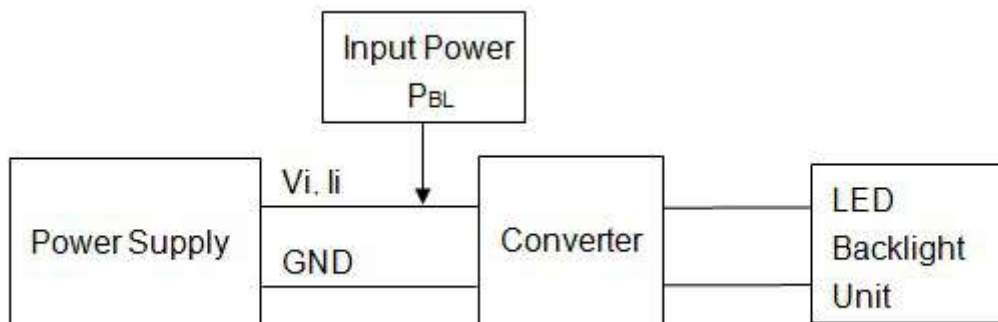 Input Power
PBL
Vi, Ii
Power Supply
GND
Converter
LED
Backlight
Unit